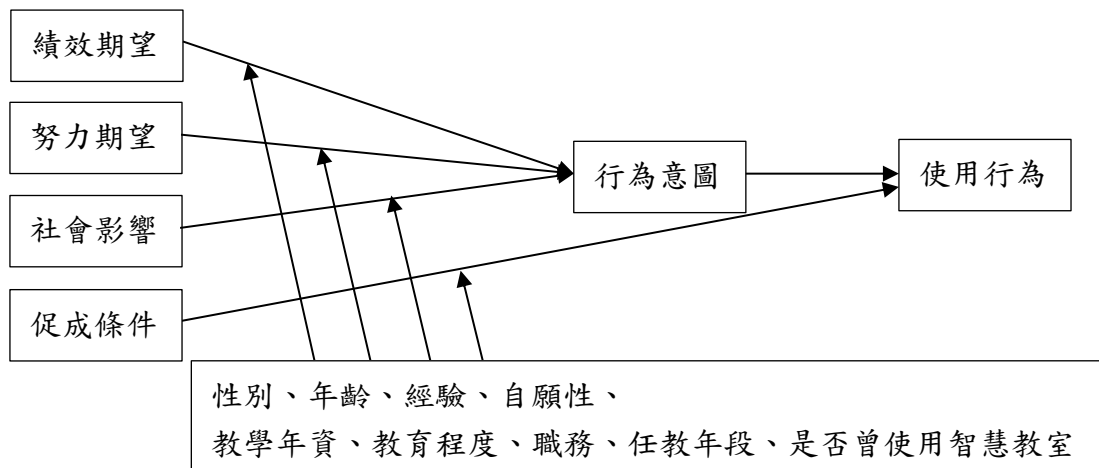 績效期望
努力期望
社會影響
促成條件
行為意圖
使用行為
性別、年齡、經驗、自願性、
教學年資、教育程度、職務、任教年段、是否曾使用智慧教室